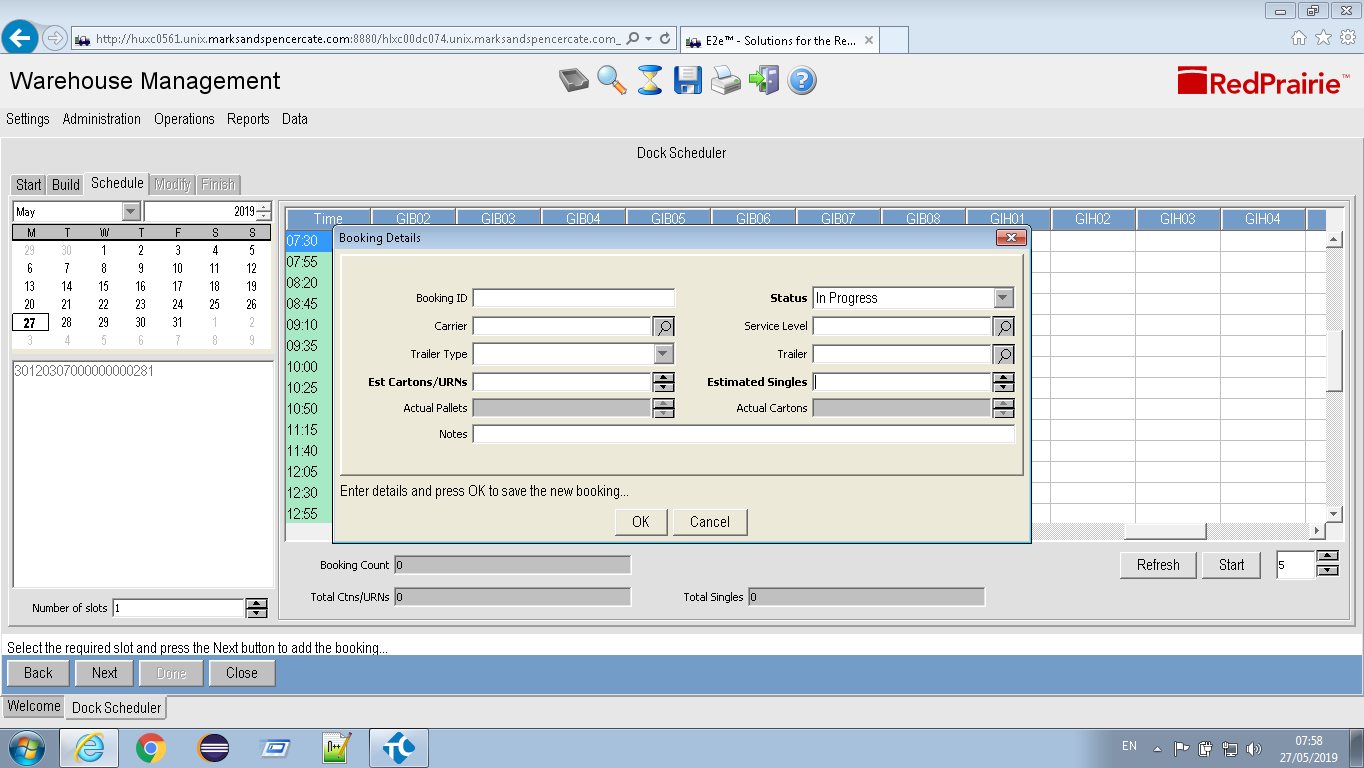 http://huxc0561.unix.marksandspencercate.com:8880/hlxc00dc074.unix.marksandspencercate.com_
E2e™ - Solutions for the Re...
Warehouse Management
RedPrairie™
Settings Administration Operations Reports Data
Dock Scheduler
Start Build Schedule Modify Finish
May 2019
M T W T F S S
29 30 1 2 3 4 5
6 7 8 9 10 11 12
13 14 15 16 17 18 19
20 21 22 23 24 25 26
27 28 29 30 31 1 2
3 4 5 6 7 8 9
30120307000000000281
Number of slots 1
Time GIB02 GIB03 GIB04 GIB05 GIB06 GIB07 GIB08 GIH01 GIH02 GIH03 GIH04
07:30
07:55
08:20
08:45
09:10
09:35
10:00
10:25
10:50
11:15
11:40
12:05
12:30
12:55
Booking Details
Booking ID
Status In Progress
Carrier
Service Level
Trailer Type
Trailer
Est Cartons/URNs
Estimated Singles
Actual Pallets
Actual Cartons
Notes
Enter details and press OK to save the new booking...
OK Cancel
Booking Count 0
Refresh Start 5
Total Ctns/URNs 0
Total Singles 0
Select the required slot and press the Next button to add the booking...
Back Next Done Close
Welcome Dock Scheduler
EN
07:58
27/05/2019